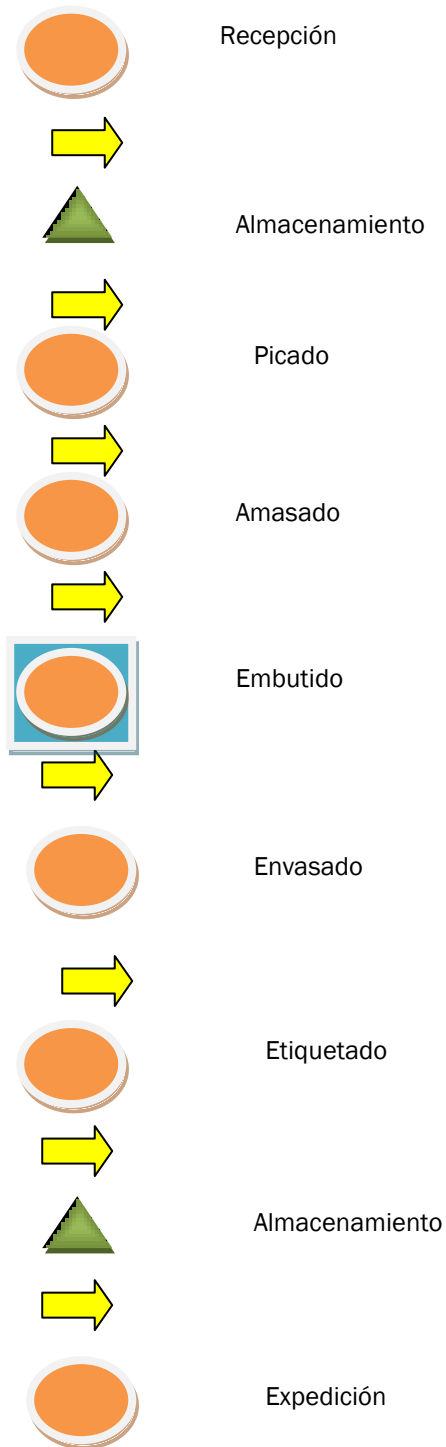 Recepción
Almacenamiento
Picado
Amasado
Embutido
Envasado
Etiquetado
Almacenamiento
Expedición